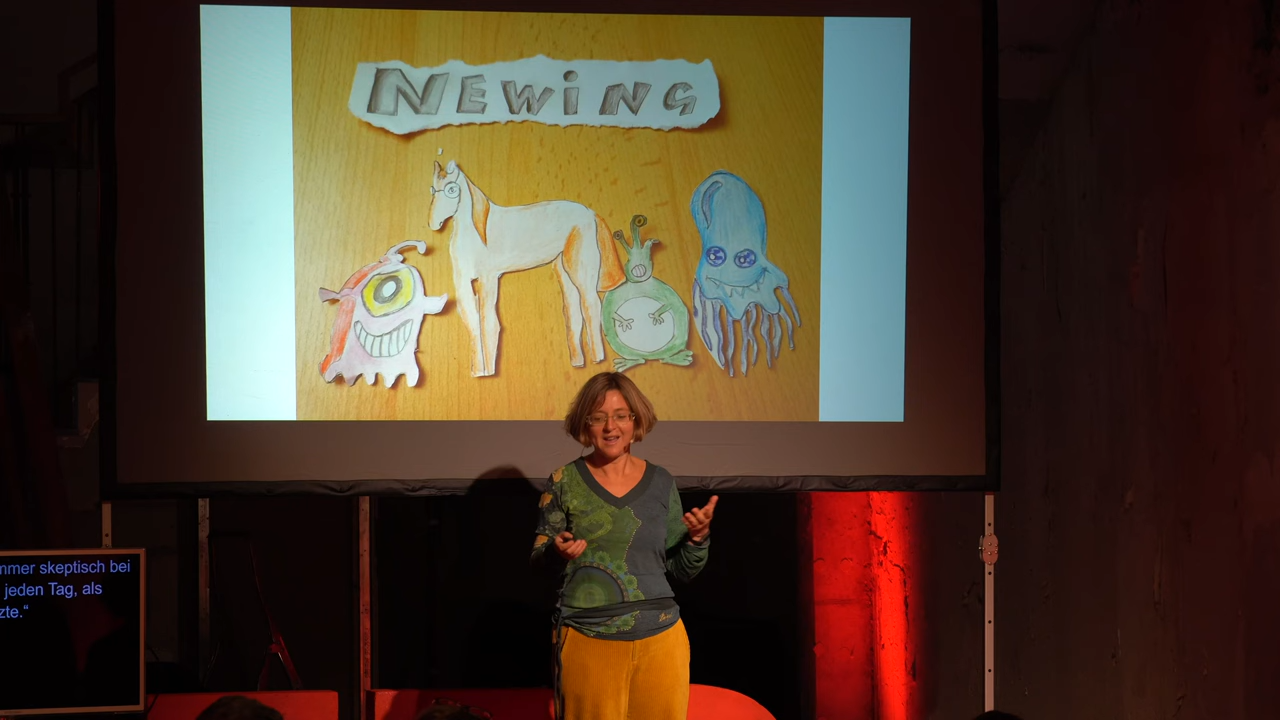 NEWiNG
mmer skeptisch bei
jeden Tag, als
zte.“